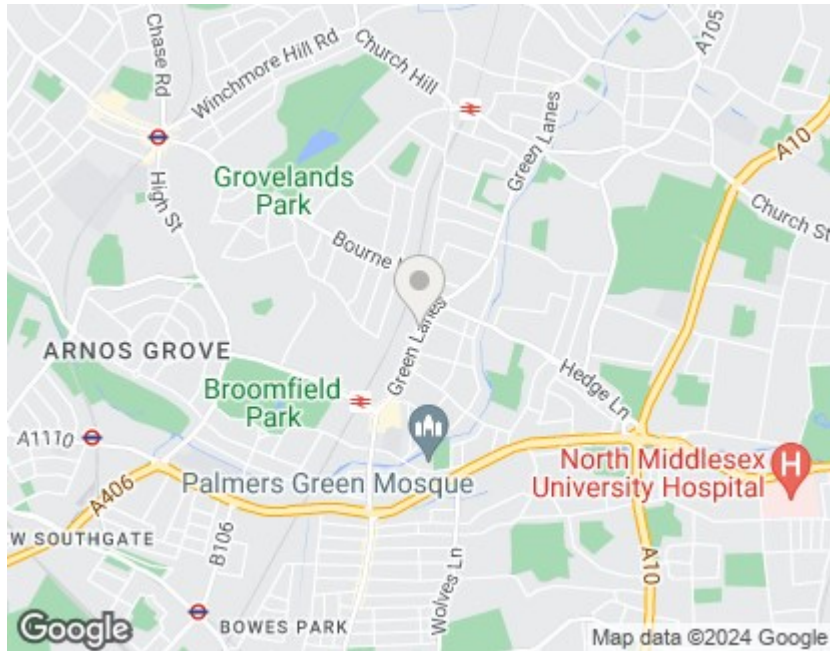 Chase Rd
Winchmore Hill Rd
Church Hill
A105
A10
Green Lanes
High St
Grovelands
Park
Church St
Bourne
Green Lanes
ARNOS GROVE
Broomfield
Park
Hedge Ln
A1110
North Middlesex
University Hospital
H
Palmers Green Mosque
A406
W SOUTHGATE
B106
Wolves Ln
A10
BOWES PARK
Google
Map data ©2024 Google